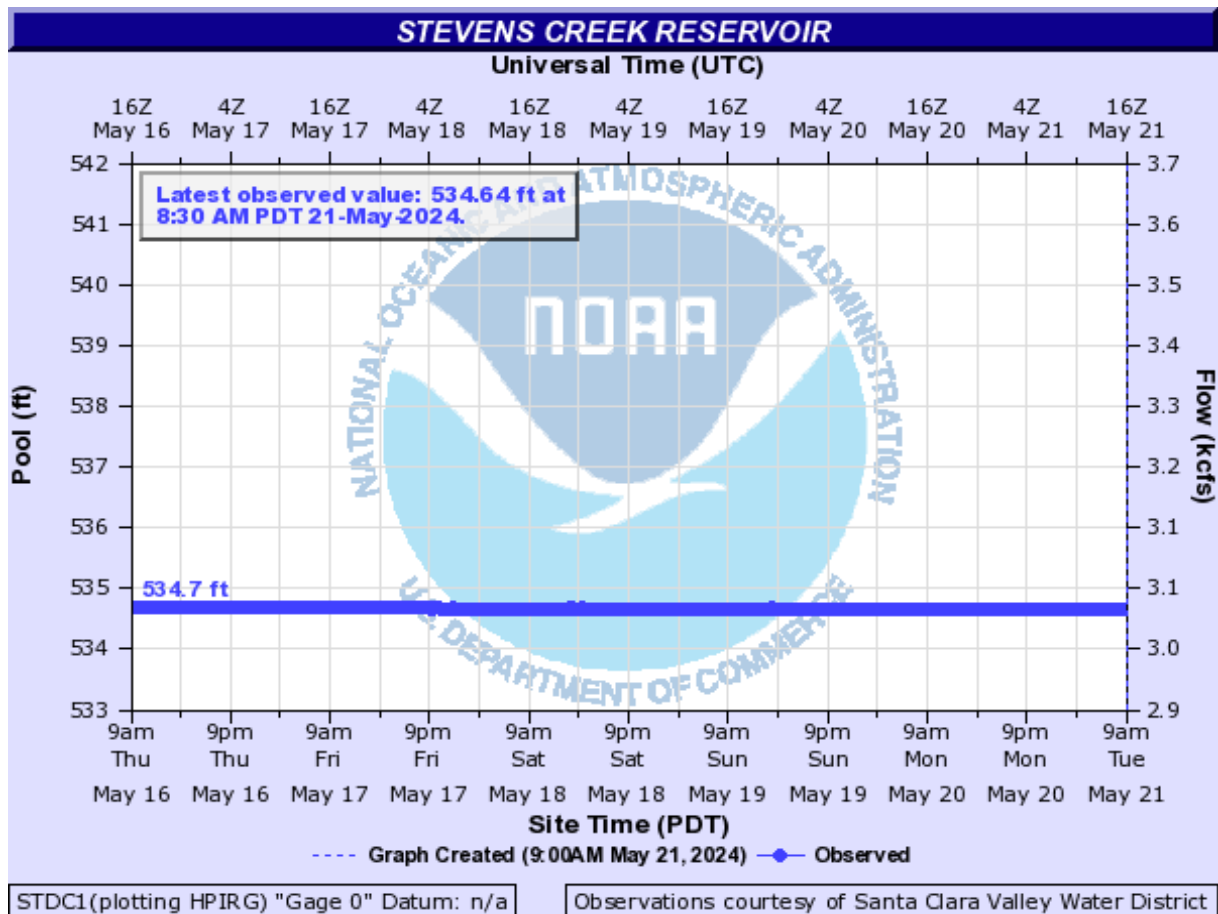 STEVENS CREEK RESERVOIR
Universal Time (UTC)
16Z 4Z 16Z 4Z 16Z 4Z 16Z 4Z 16Z 4Z 16Z
May 16 May 17 May 17 May 18 May 18 May 19 May 19 May 20 May 20 May 21 May 21
542 3.7
Latest observed value: 534.64 ft at
8:30 AM PDT 21-May-2024.
541 3.6
540 3.5
539 3.4
538 3.3
537 3.2
536 3.1
535 3.1
534.7 ft
534 3.0
533 2.9
Pool (ft)
Flow (kcfs)
NATIONAL OCEANIC AND ATMOSPHERIC ADMINISTRATION
NOAA
U.S. DEPARTMENT OF COMMERCE
9am 9pm 9am 9pm 9am 9pm 9am 9pm 9am 9pm 9am
Thu Thu Fri Fri Sat Sat Sun Sun Mon Mon Tue
May 16 May 16 May 17 May 17 May 18 May 18 May 19 May 19 May 20 May 20 May 21
Site Time (PDT)
Graph Created (9:00AM May 21, 2024) Observed
STDC1(plotting HPIRG) "Gage 0" Datum: n/a
Observations courtesy of Santa Clara Valley Water District